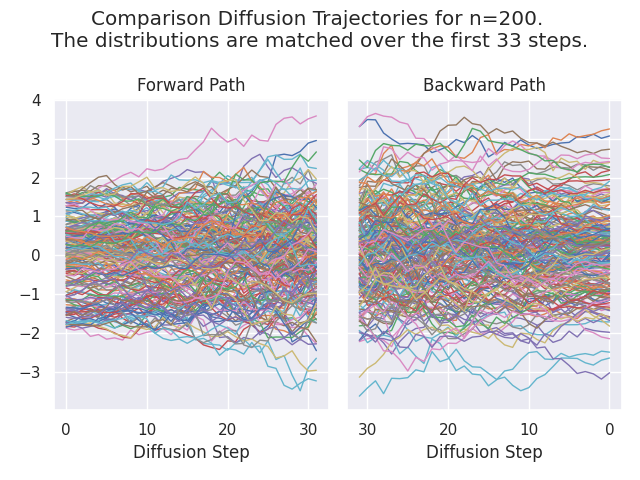 Comparison Diffusion Trajectories for n=200.
The distributions are matched over the first 33 steps.
Forward Path
Backward Path
4
3
2
1
0
−1
−2
−3
0 10 20 30
30 20 10 0
Diffusion Step
Diffusion Step